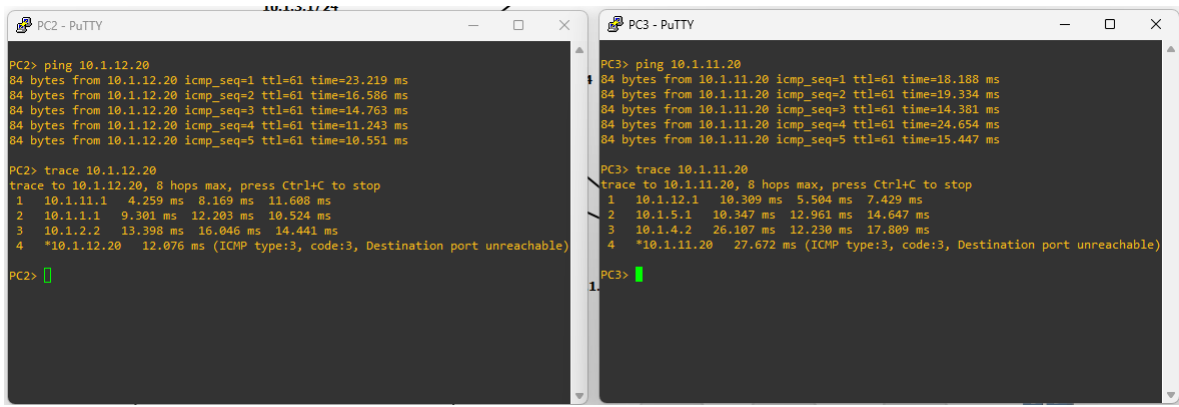 10.1.3.1/24
PC2 - PuTTY
PC2> ping 10.1.12.20
84 bytes from 10.1.12.20 icmp_seq=1 ttl=61 time=23.219 ms
84 bytes from 10.1.12.20 icmp_seq=2 ttl=61 time=16.586 ms
84 bytes from 10.1.12.20 icmp_seq=3 ttl=61 time=14.763 ms
84 bytes from 10.1.12.20 icmp_seq=4 ttl=61 time=11.243 ms
84 bytes from 10.1.12.20 icmp_seq=5 ttl=61 time=10.551 ms
PC2> trace 10.1.12.20
trace to 10.1.12.20, 8 hops max, press Ctrl+C to stop
1 10.1.11.1 4.259 ms 8.169 ms 11.608 ms
2 10.1.1.1 9.301 ms 12.203 ms 10.524 ms
3 10.1.2.2 13.398 ms 16.046 ms 14.441 ms
4 *10.1.12.20 12.076 ms (ICMP type:3, code:3, Destination port unreachable)
PC2>
4
1.
PC3 - PuTTY
PC3> ping 10.1.11.20
84 bytes from 10.1.11.20 icmp_seq=1 ttl=61 time=18.188 ms
84 bytes from 10.1.11.20 icmp_seq=2 ttl=61 time=19.334 ms
84 bytes from 10.1.11.20 icmp_seq=3 ttl=61 time=14.381 ms
84 bytes from 10.1.11.20 icmp_seq=4 ttl=61 time=24.654 ms
84 bytes from 10.1.11.20 icmp_seq=5 ttl=61 time=15.447 ms
PC3> trace 10.1.11.20
trace to 10.1.11.20, 8 hops max, press Ctrl+C to stop
1 10.1.12.1 10.309 ms 5.504 ms 7.429 ms
2 10.1.5.1 10.347 ms 12.961 ms 14.647 ms
3 10.1.4.2 26.107 ms 12.230 ms 17.809 ms
4 *10.1.11.20 27.672 ms (ICMP type:3, code:3, Destination port unreachable)
PC3>